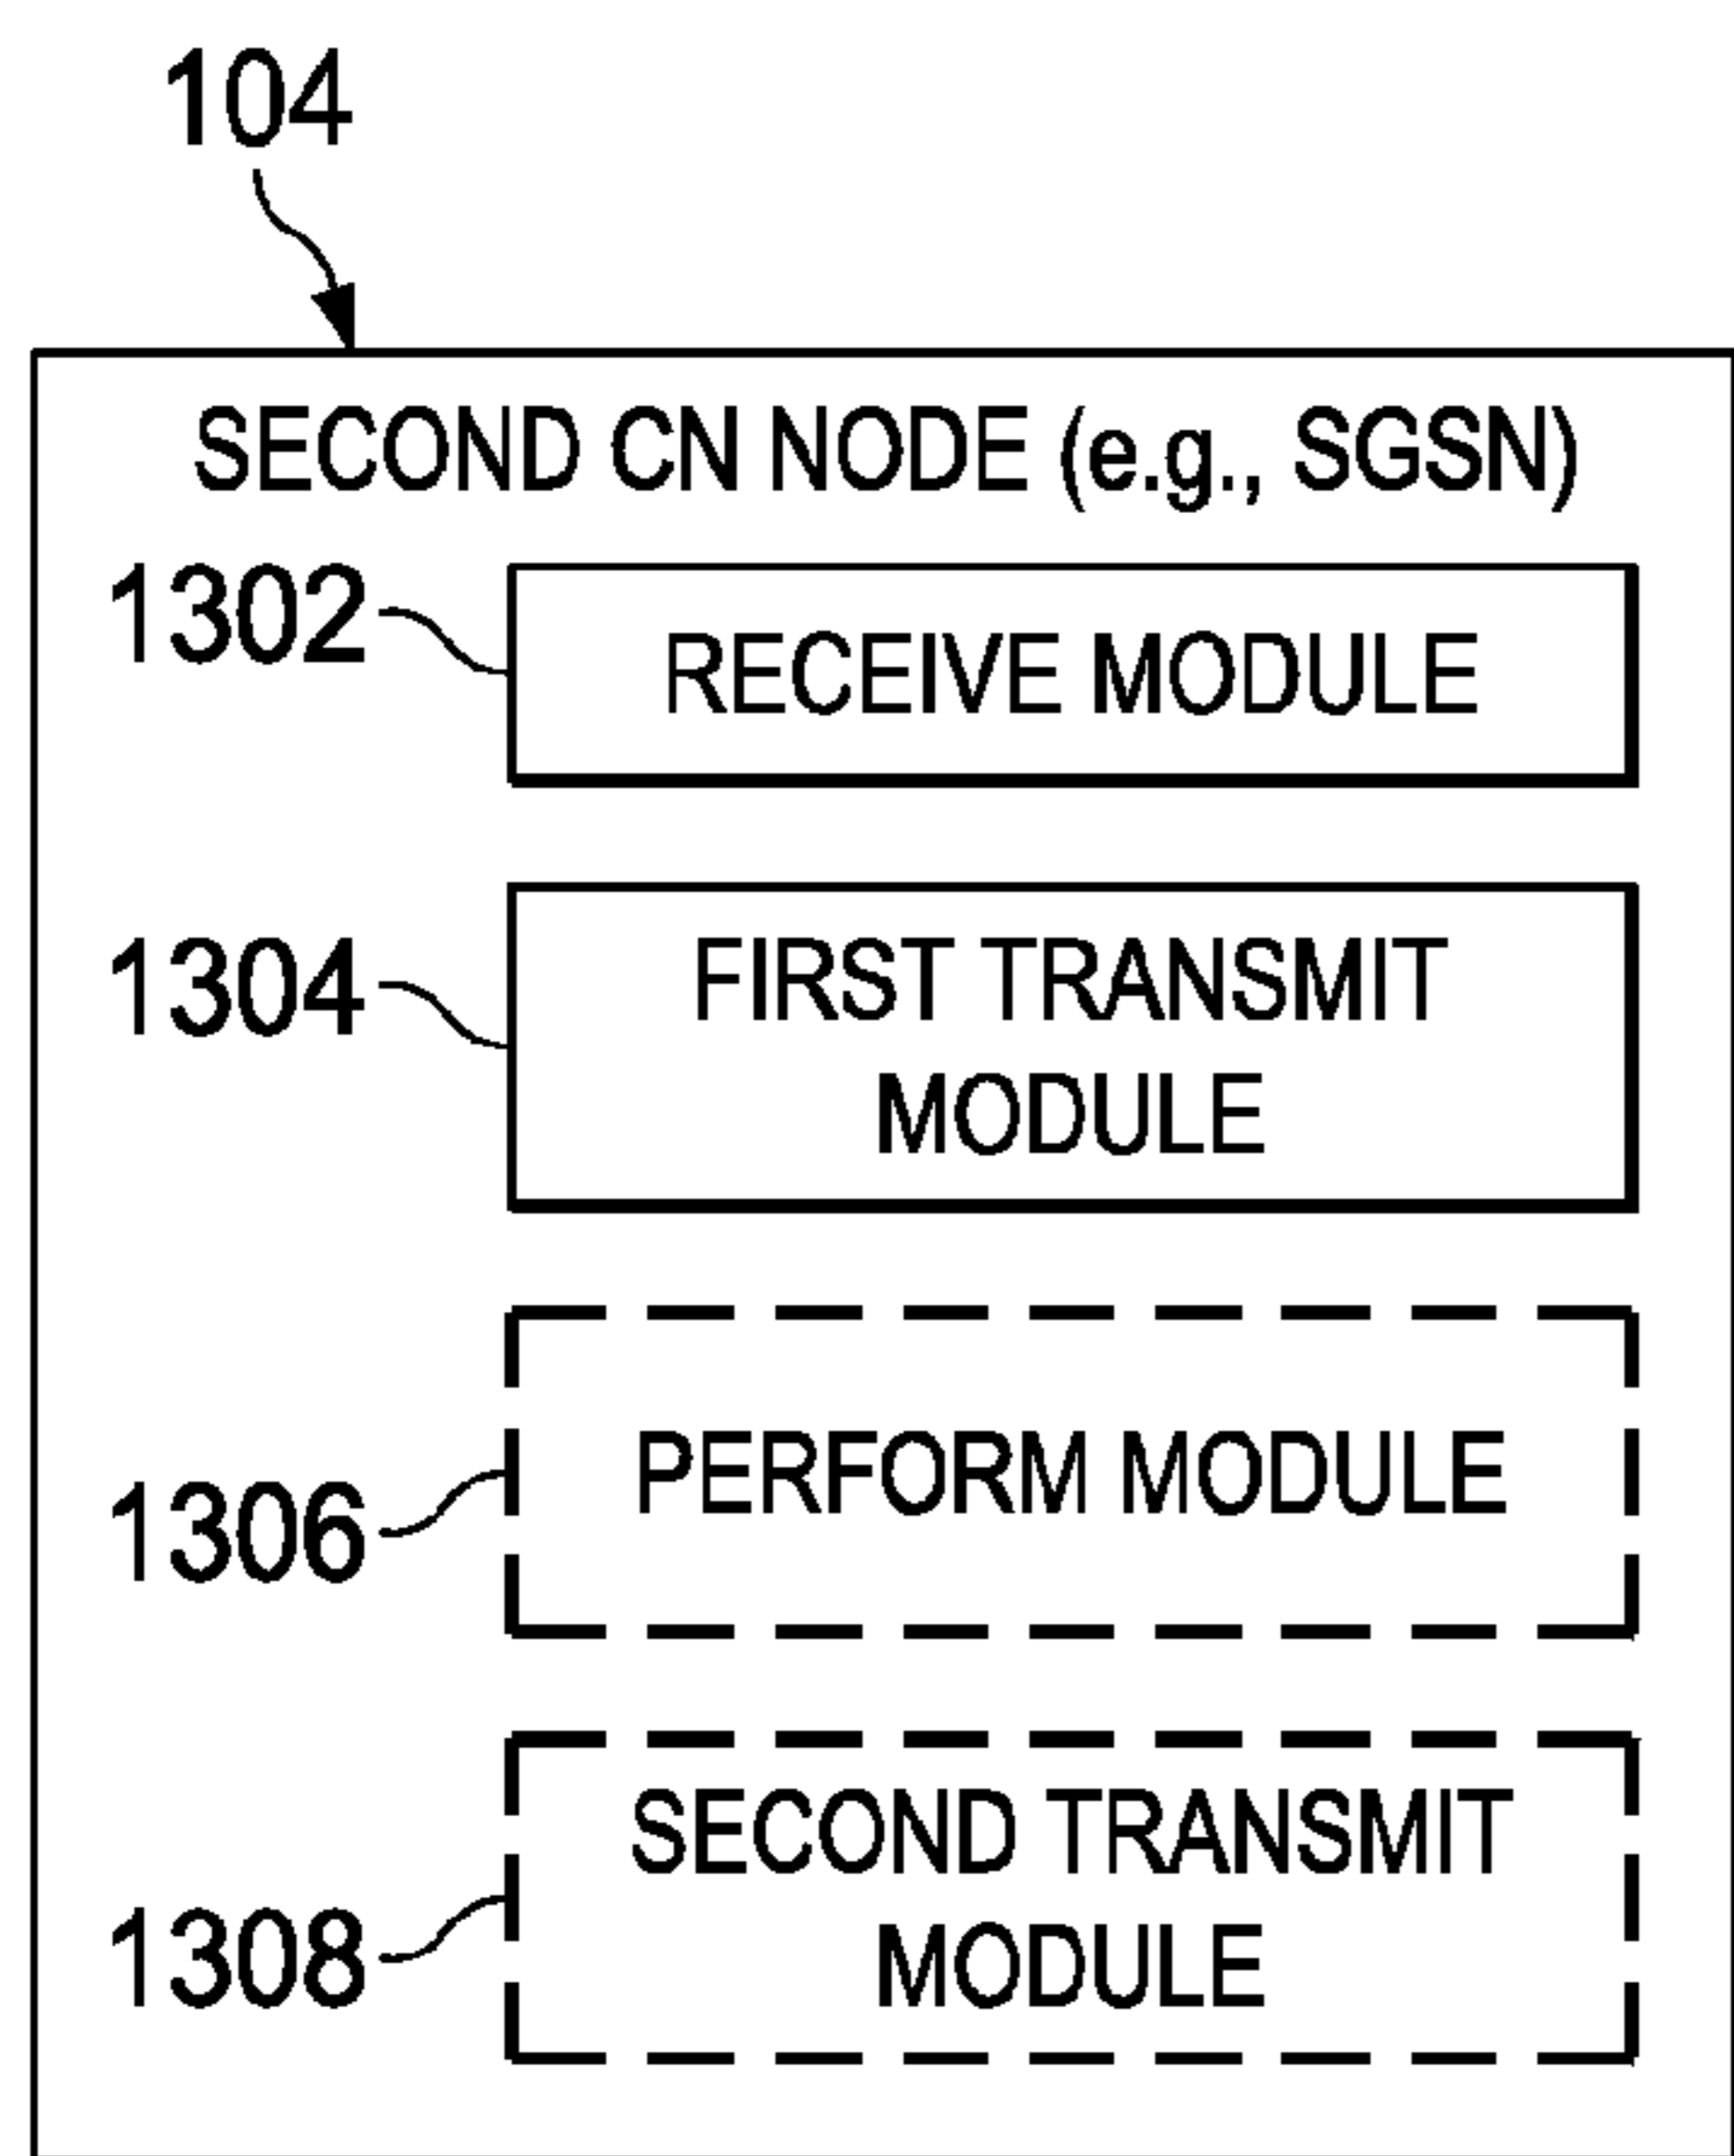 104
SECOND CN NODE (e.g., SGSN)
1302
RECEIVE MODULE
1304
FIRST TRANSMIT
MODULE
1306
PERFORM MODULE
1308
SECOND TRANSMIT
MODULE